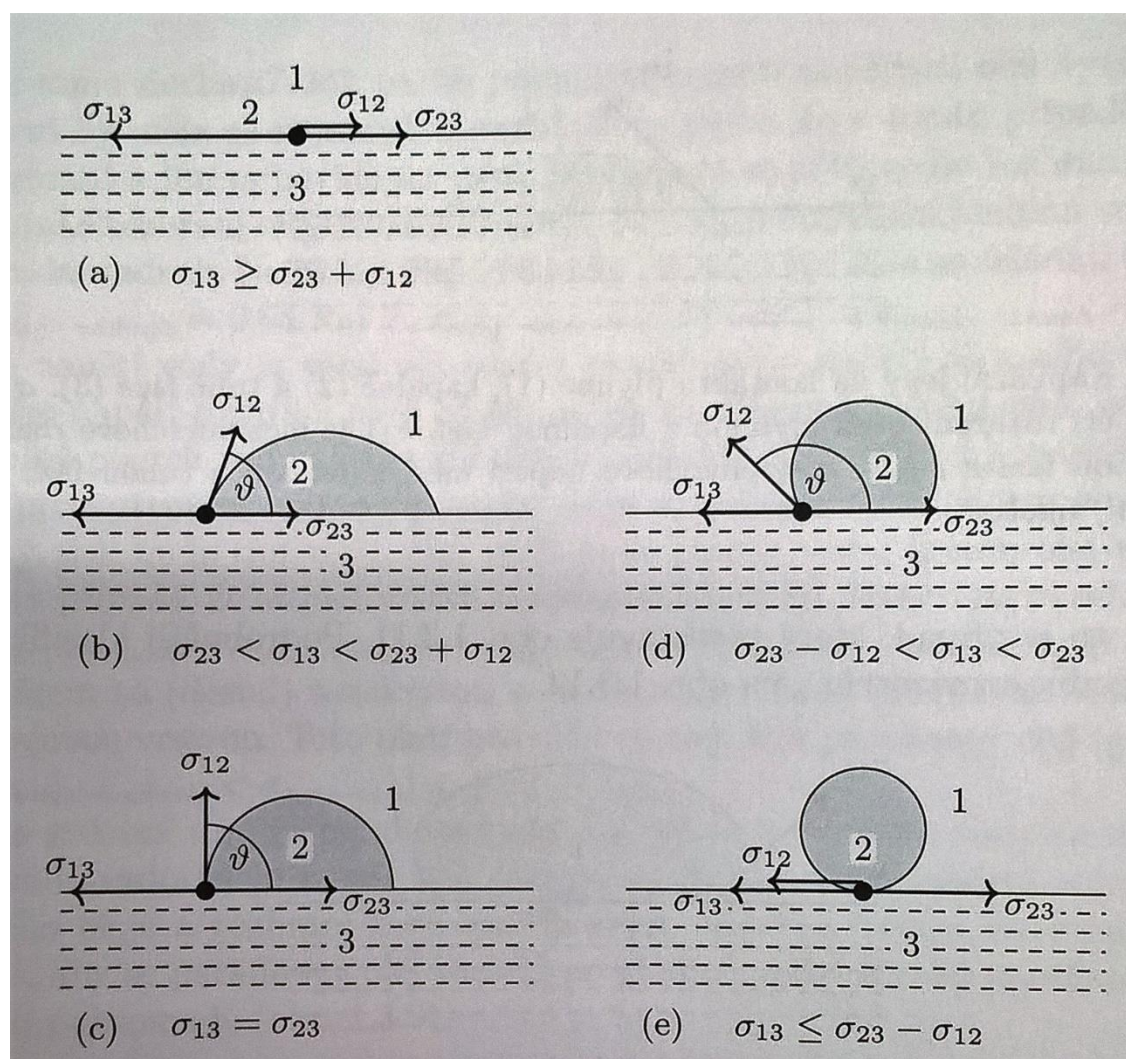 1
σ₁₃ 2 σ₁₂ σ₂₃
3
(a) σ₁₃ ≥ σ₂₃ + σ₁₂
σ₁₂ 1
σ₁₃ ϑ 2
σ₂₃
3
(b) σ₂₃ < σ₁₃ < σ₂₃ + σ₁₂
σ₁₂ 1
σ₁₃ ϑ 2
σ₂₃
3
(d) σ₂₃ − σ₁₂ < σ₁₃ < σ₂₃
σ₁₂ 1
σ₁₃ ϑ 2
σ₂₃
3
(c) σ₁₃ = σ₂₃
1
σ₁₂ 2
σ₁₃ σ₂₃
3
(e) σ₁₃ ≤ σ₂₃ − σ₁₂